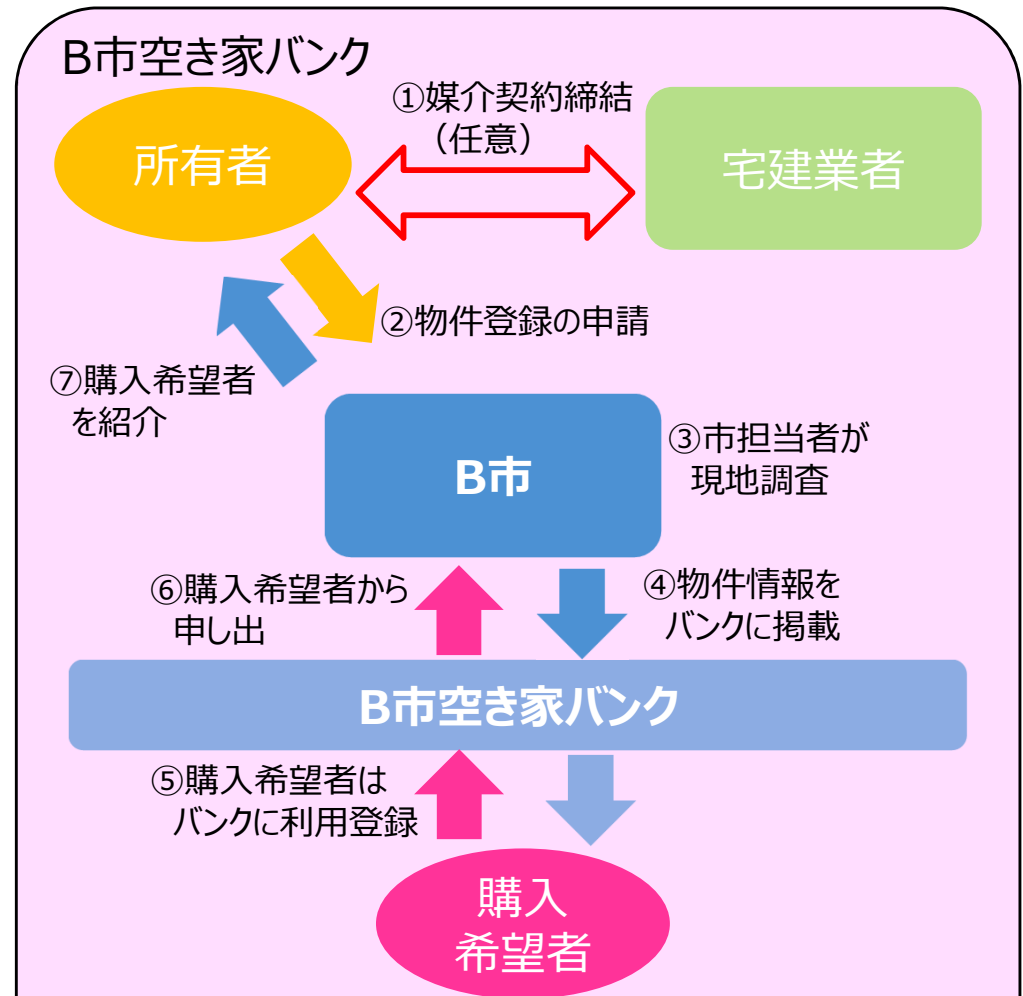 B市空き家バンク
①媒介契約締結
（任意）
所有者
宅建業者
②物件登録の申請
⑦購入希望者
を紹介
B市
③市担当者が
現地調査
⑥購入希望者から
申し出
④物件情報を
バンクに掲載
B市空き家バンク
⑤購入希望者は
バンクに利用登録
購入
希望者